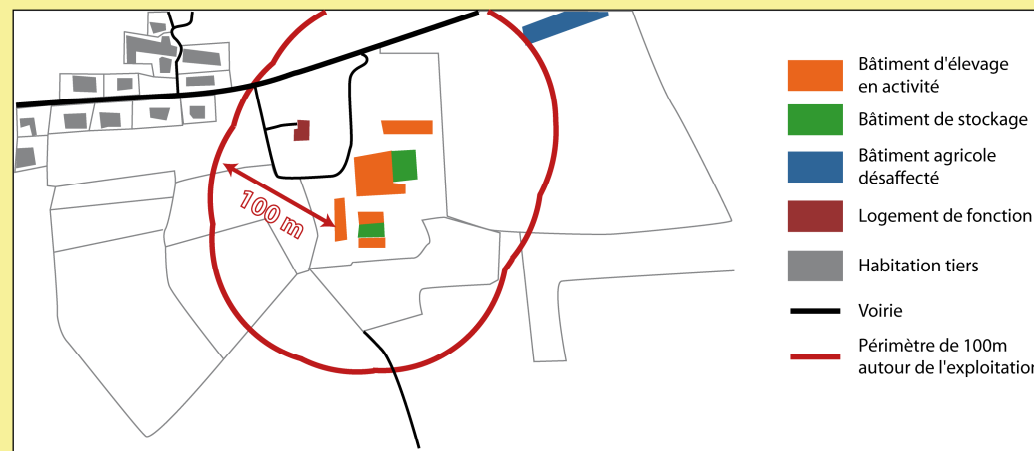 100 m
Bâtiment d'élevage
en activité
Bâtiment de stockage
Bâtiment agricole
désaffecté
Logement de fonction
Habitation tiers
Voirie
Périmètre de 100m
autour de l'exploitation